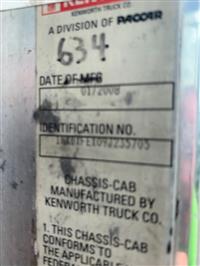 KENWORTH TRUCK CO.
A DIVISION OF PACCAR
634
DATE OF MFG
01/2008
IDENTIFICATION NO.
CHASSIS-CAB
MANUFACTURED BY
KENWORTH TRUCK CO.
1. THIS CHASSIS-CAB
CONFORMS TO
THE APPLICABLE
FEDERAL